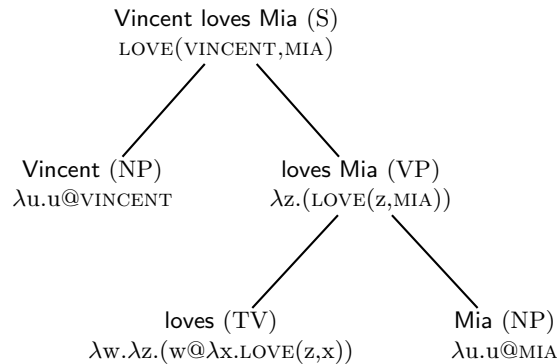 Vincent loves Mia (S)
LOVE(VINCENT,MIA)
Vincent (NP)
λu.u@VINCENT
loves Mia (VP)
λz.(LOVE(z,MIA))
loves (TV)
λw.λz.(w@λx.LOVE(z,x))
Mia (NP)
λu.u@MIA